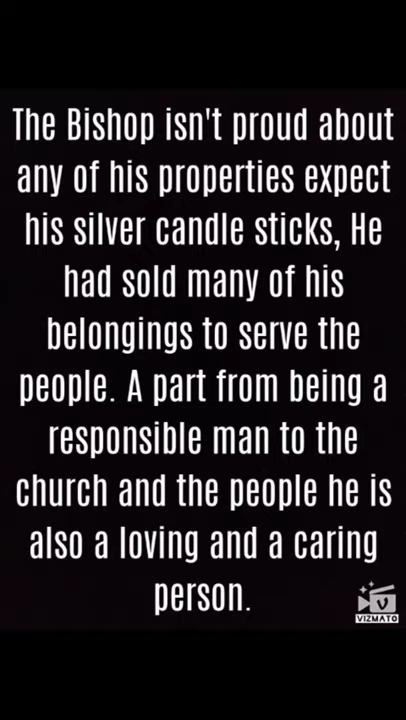 The Bishop isn't proud about
any of his properties expect
his silver candle sticks, He
had sold many of his
belongings to serve the
people. A part from being a
responsible man to the
church and the people he is
also a loving and a caring
person.
V
VIZMATO